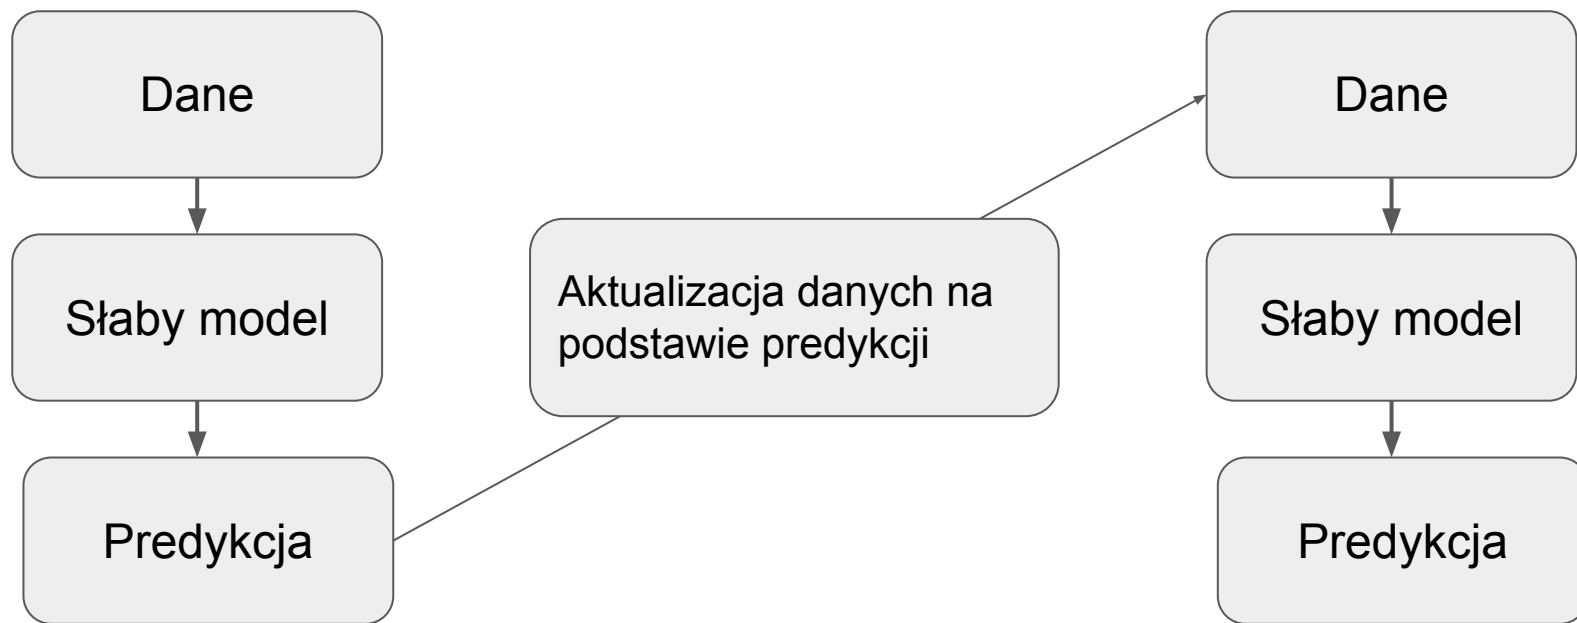 Dane
Słaby model
Predykcja
Aktualizacja danych na
podstawie predykcji
Dane
Słaby model
Predykcja